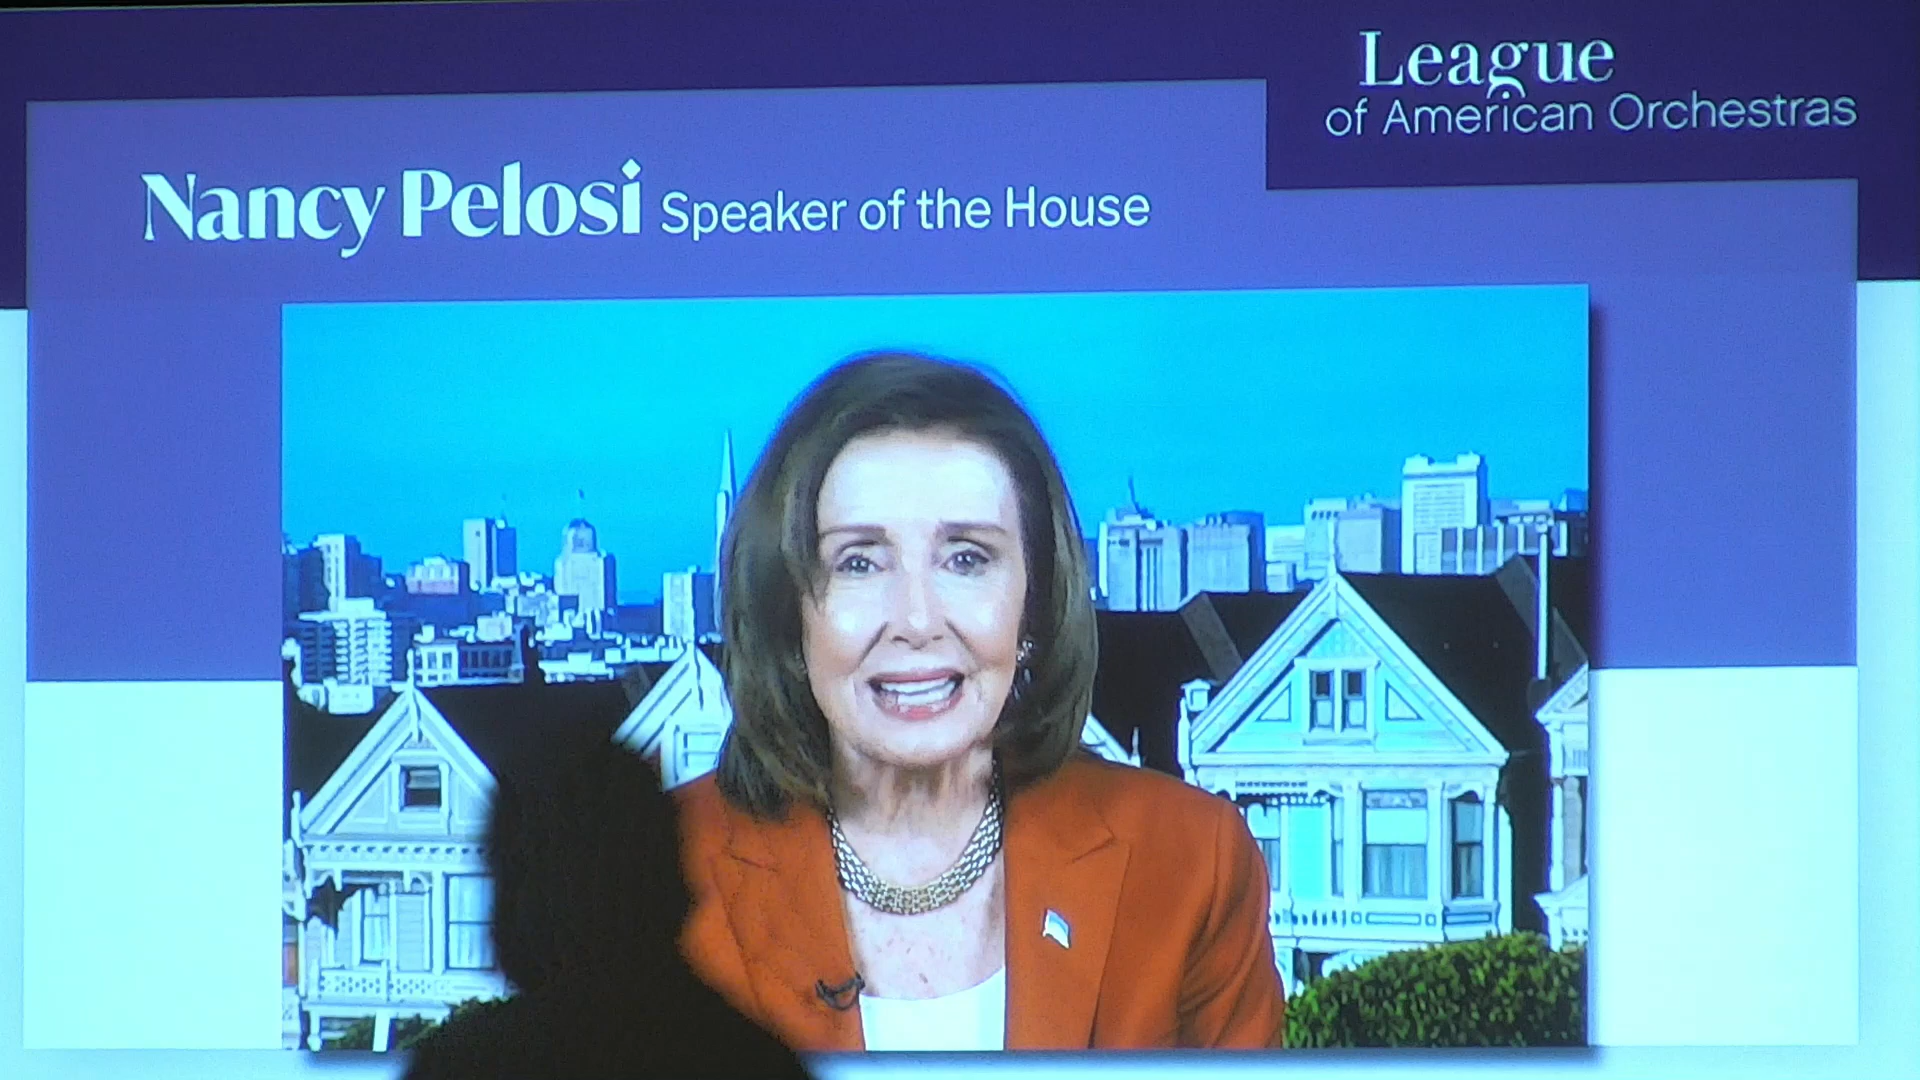 League
of American Orchestras
Nancy Pelosi Speaker of the House